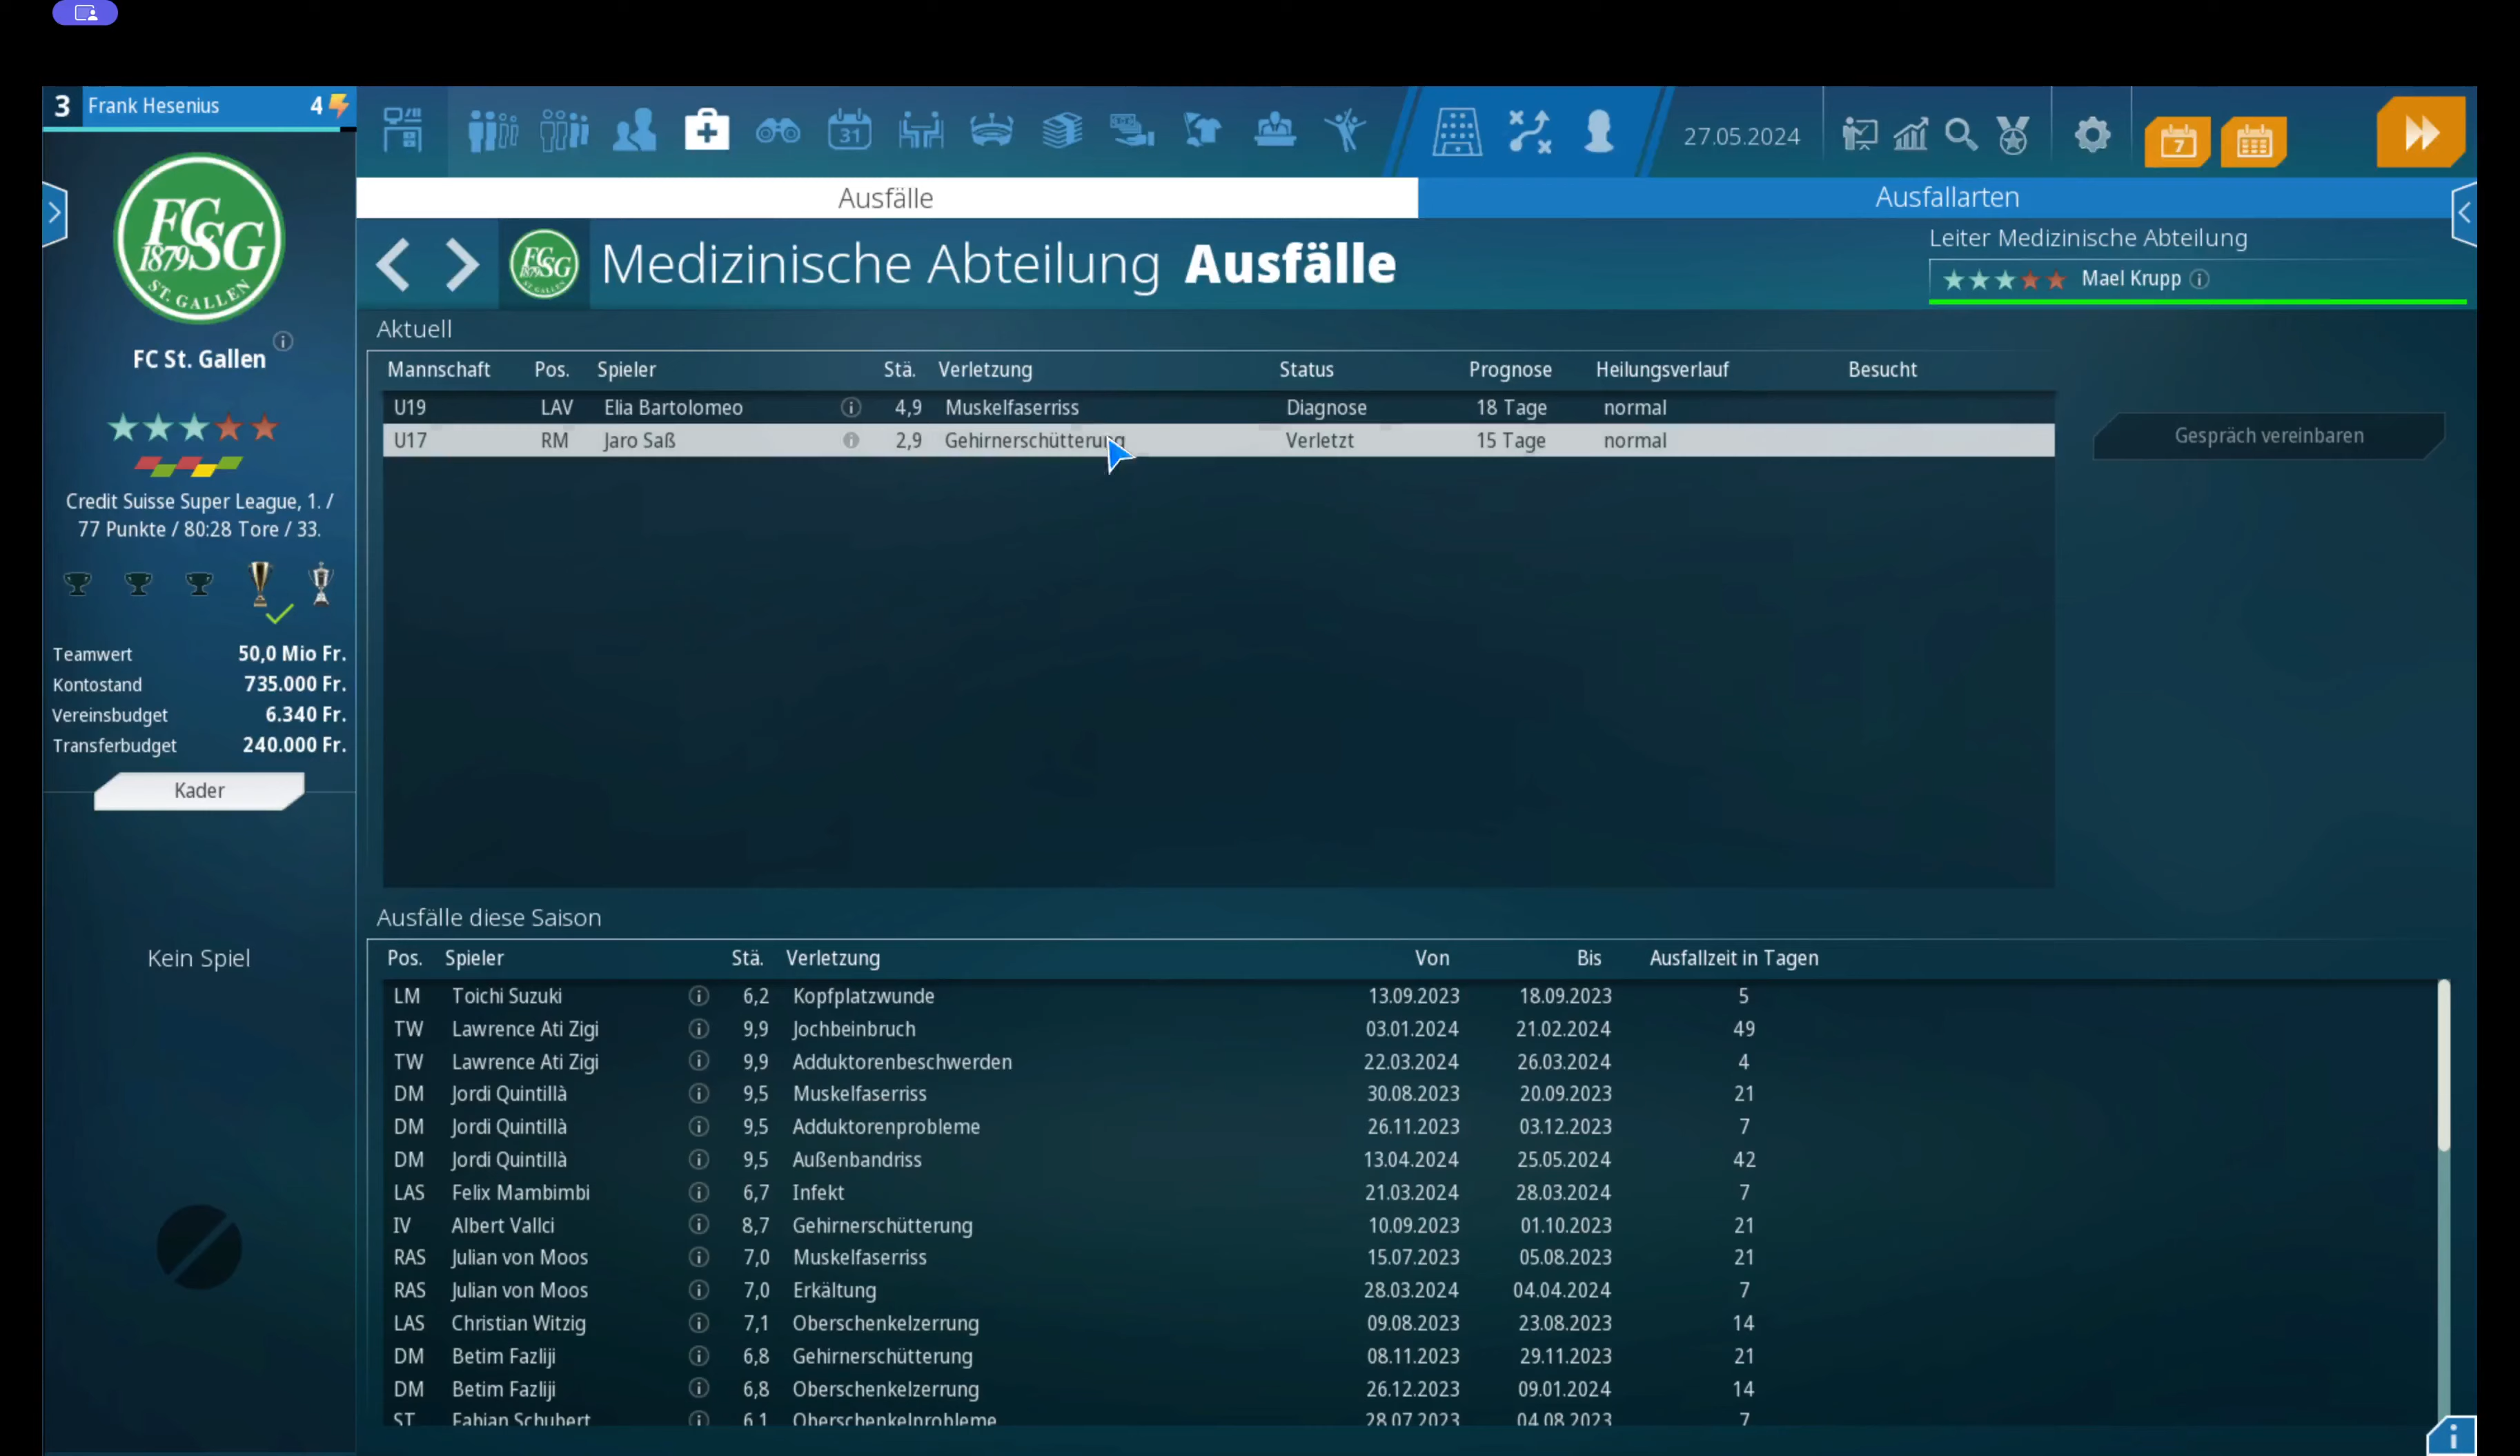 3 Frank Hesenius 4
31
27.05.2024
7
Ausfälle Ausfallarten
FCSG 1879 ST. GALLEN
FCSG 1879 ST. GALLEN
Medizinische Abteilung Ausfälle
Leiter Medizinische Abteilung
Mael Krupp
FC St. Gallen
Credit Suisse Super League, 1. /
77 Punkte / 80:28 Tore / 33.
Teamwert 50,0 Mio Fr.
Kontostand 735.000 Fr.
Vereinsbudget 6.340 Fr.
Transferbudget 240.000 Fr.
Kader
Kein Spiel
Aktuell
Mannschaft Pos. Spieler Stä. Verletzung Status Prognose Heilungsverlauf Besucht
U19 LAV Elia Bartolomeo 4,9 Muskelfaserriss Diagnose 18 Tage normal
U17 RM Jaro Saß 2,9 Gehirnerschütterung Verletzt 15 Tage normal
Gespräch vereinbaren
Ausfälle diese Saison
Pos. Spieler Stä. Verletzung Von Bis Ausfallzeit in Tagen
LM Toichi Suzuki 6,2 Kopfplatzwunde 13.09.2023 18.09.2023 5
TW Lawrence Ati Zigi 9,9 Jochbeinbruch 03.01.2024 21.02.2024 49
TW Lawrence Ati Zigi 9,9 Adduktorenbeschwerden 22.03.2024 26.03.2024 4
DM Jordi Quintillà 9,5 Muskelfaserriss 30.08.2023 20.09.2023 21
DM Jordi Quintillà 9,5 Adduktorenprobleme 26.11.2023 03.12.2023 7
DM Jordi Quintillà 9,5 Außenbandriss 13.04.2024 25.05.2024 42
LAS Felix Mambimbi 6,7 Infekt 21.03.2024 28.03.2024 7
IV Albert Vallci 8,7 Gehirnerschütterung 10.09.2023 01.10.2023 21
RAS Julian von Moos 7,0 Muskelfaserriss 15.07.2023 05.08.2023 21
RAS Julian von Moos 7,0 Erkältung 28.03.2024 04.04.2024 7
LAS Christian Witzig 7,1 Oberschenkelzerrung 09.08.2023 23.08.2023 14
DM Betim Fazliji 6,8 Gehirnerschütterung 08.11.2023 29.11.2023 21
DM Betim Fazliji 6,8 Oberschenkelzerrung 26.12.2023 09.01.2024 14
ST Fabian Schubert 6,1 Oberschenkelprobleme 28.07.2023 04.08.2023 7